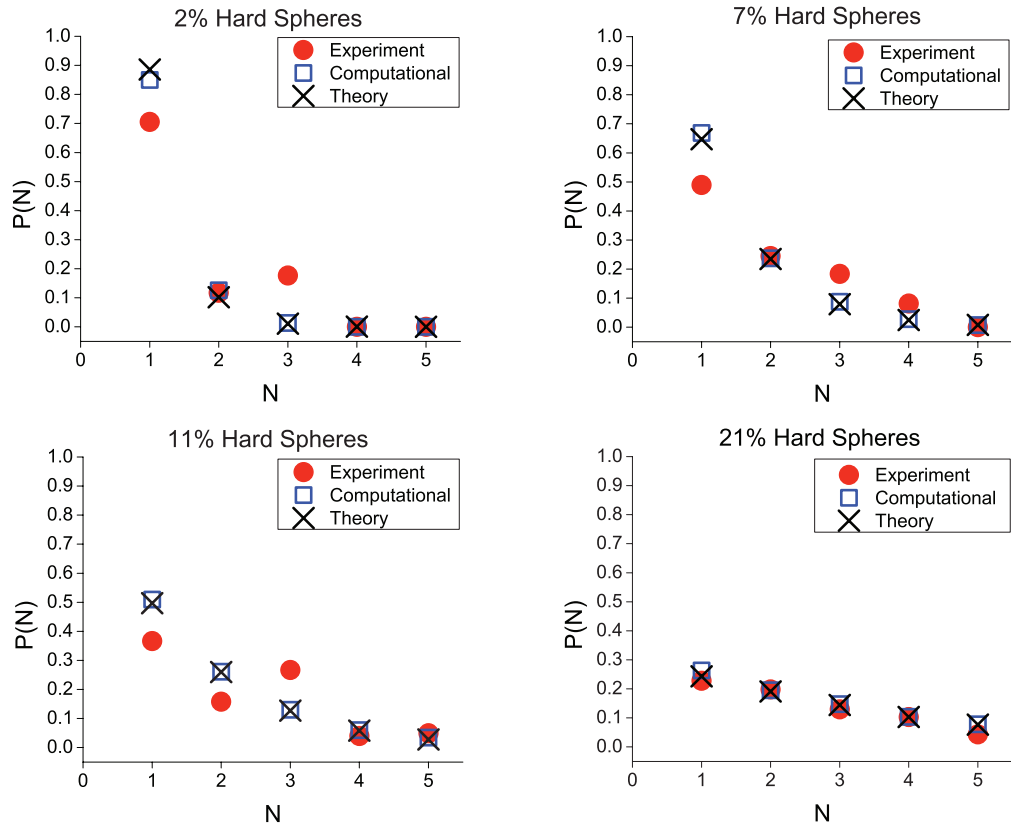 2% Hard Spheres
1.0
0.9
0.8
0.7
0.6
0.5
0.4
0.3
0.2
0.1
0.0
P(N)
0 1 2 3 4 5
N
Experiment
Computational
Theory
7% Hard Spheres
1.0
0.9
0.8
0.7
0.6
0.5
0.4
0.3
0.2
0.1
0.0
P(N)
0 1 2 3 4 5
N
Experiment
Computational
Theory
11% Hard Spheres
1.0
0.9
0.8
0.7
0.6
0.5
0.4
0.3
0.2
0.1
0.0
P(N)
0 1 2 3 4 5
N
Experiment
Computational
Theory
21% Hard Spheres
1.0
0.9
0.8
0.7
0.6
0.5
0.4
0.3
0.2
0.1
0.0
P(N)
0 1 2 3 4 5
N
Experiment
Computational
Theory